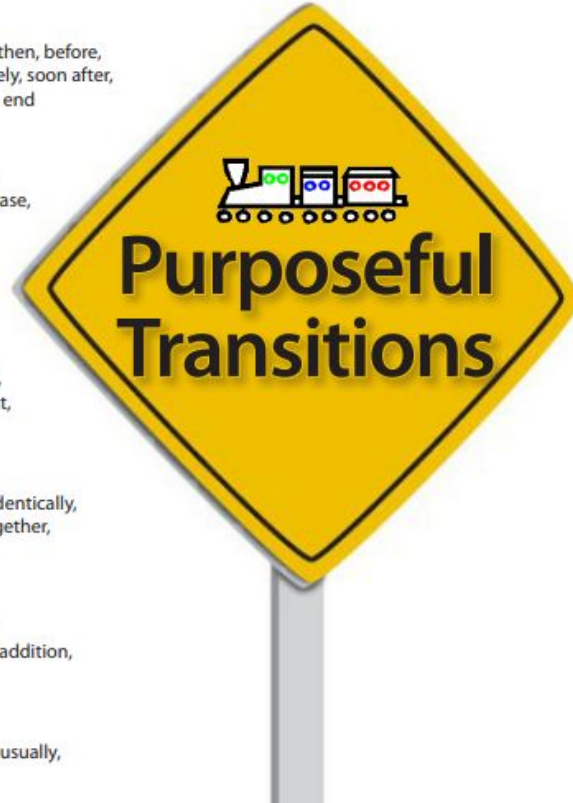 then, before,
ely, soon after,
end
ase,
Purposeful
Transitions
t,
dentically,
gether,
addition,
usually,